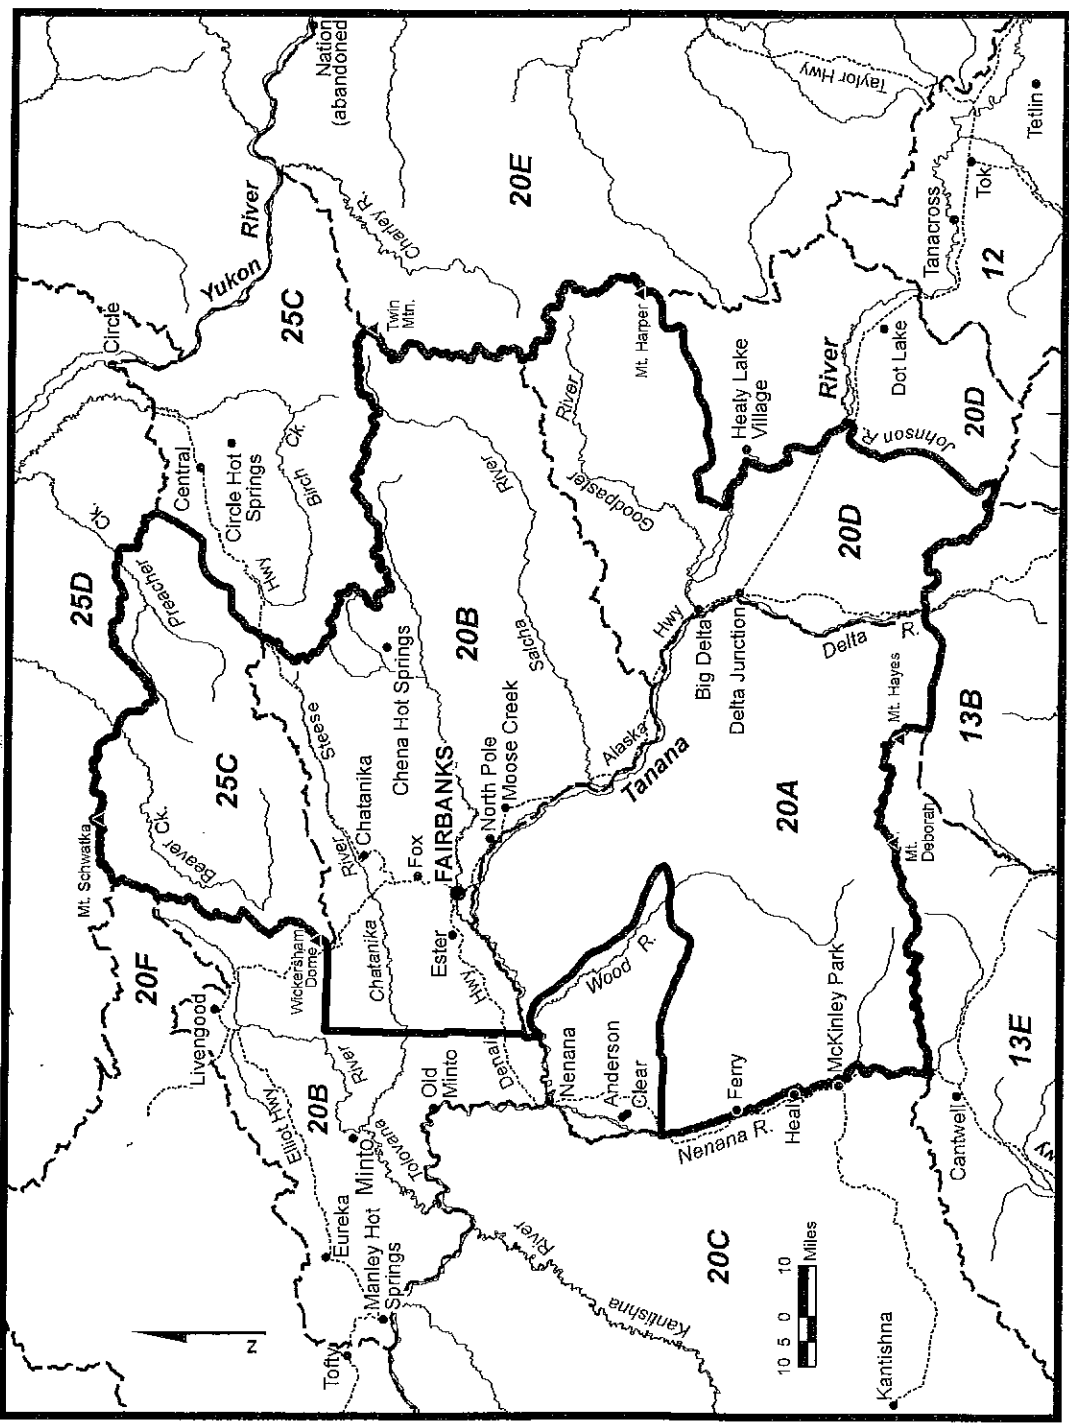 Nation
(abandoned
Yukon
River
Circle
25C
Charley R.
20E
Taylor Hwy
Tetlin
Tok
Tanacross
12
Twin
Mtn.
Mt. Harper
Dot Lake
River
20D
Johnson R.
Healy Lake
Village
River
Goodpaster
20D
Central
Circle Hot
Springs
Birch
Ck.
Hwy
Ck.
Preacher
25D
River
Salcha
20B
Chena Hot Springs
Steese
Hwy
Big Delta
Delta Junction
Delta
R.
Mt. Hayes
13B
Mt.
Deborah
Alaska
Tanana
20A
North Pole
Moose Creek
FAIRBANKS
Fox
Chatanika
River
25C
Beaver
Ck.
Mt. Schwatka
Wickersham
Dome
20F
Livengood
Chatanika
River
Ester
Hwy
Denali
Wood R.
Nenana
Anderson
Clear
Ferry
McKinley Park
Healy
Nenana R.
13E
Cantwell
Hwy
Old
Minto
20B
Elliot Hwy
Minto
Tolovana
Eureka
Manley Hot
Springs
Tofty
River
Kantishna
20C
Kantishna
10 5 0 10
Miles
N